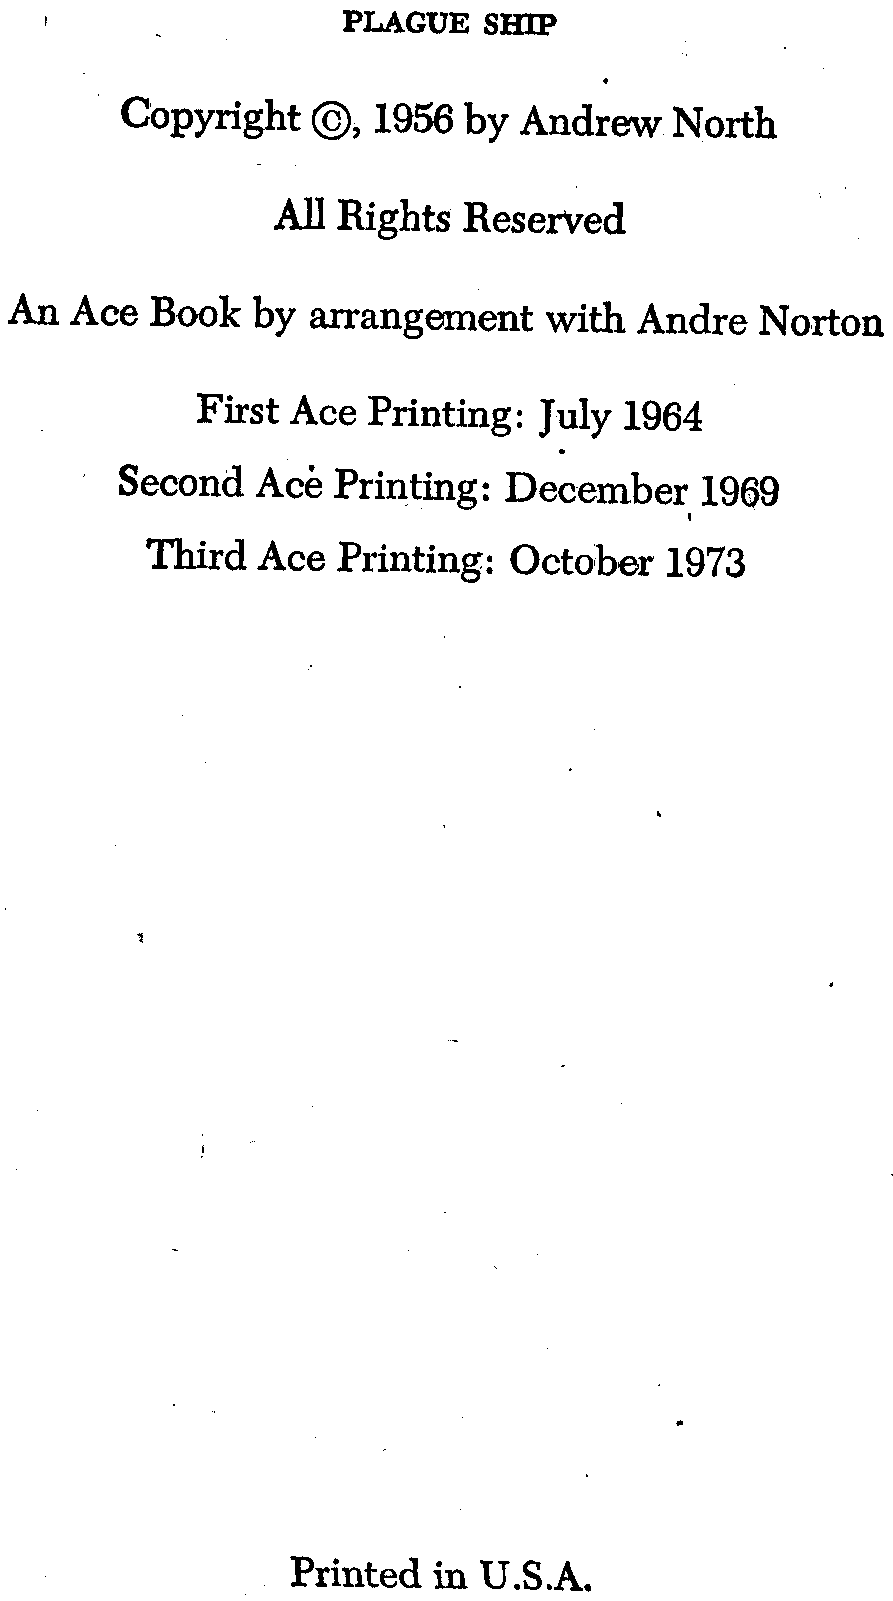 PLAGUE SHIP
Copyright ©, 1956 by Andrew North
All Rights Reserved
An Ace Book by arrangement with Andre Norton
First Ace Printing: July 1964
Second Ace Printing: December 1969
Third Ace Printing: October 1973
Printed in U.S.A.